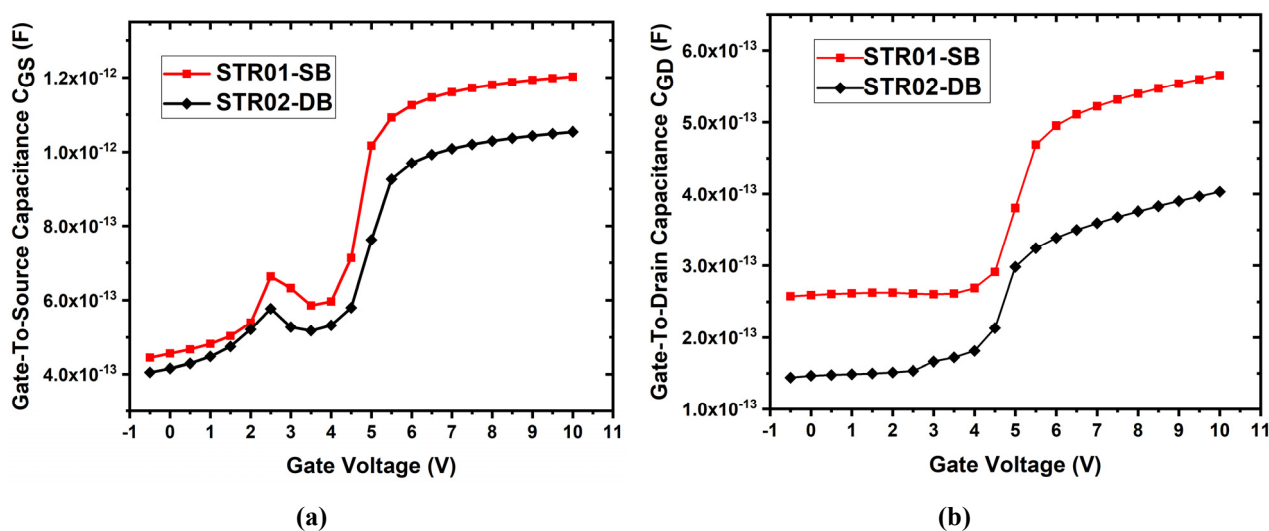 Gate-To-Source Capacitance C_GS (F)
STR01-SB
STR02-DB
1.2x10⁻¹²
1.0x10⁻¹²
8.0x10⁻¹³
6.0x10⁻¹³
4.0x10⁻¹³
-1 0 1 2 3 4 5 6 7 8 9 10 11
Gate Voltage (V)
(a)
Gate-To-Drain Capacitance C_GD (F)
STR01-SB
STR02-DB
6.0x10⁻¹³
5.0x10⁻¹³
4.0x10⁻¹³
3.0x10⁻¹³
2.0x10⁻¹³
1.0x10⁻¹³
-1 0 1 2 3 4 5 6 7 8 9 10 11
Gate Voltage (V)
(b)